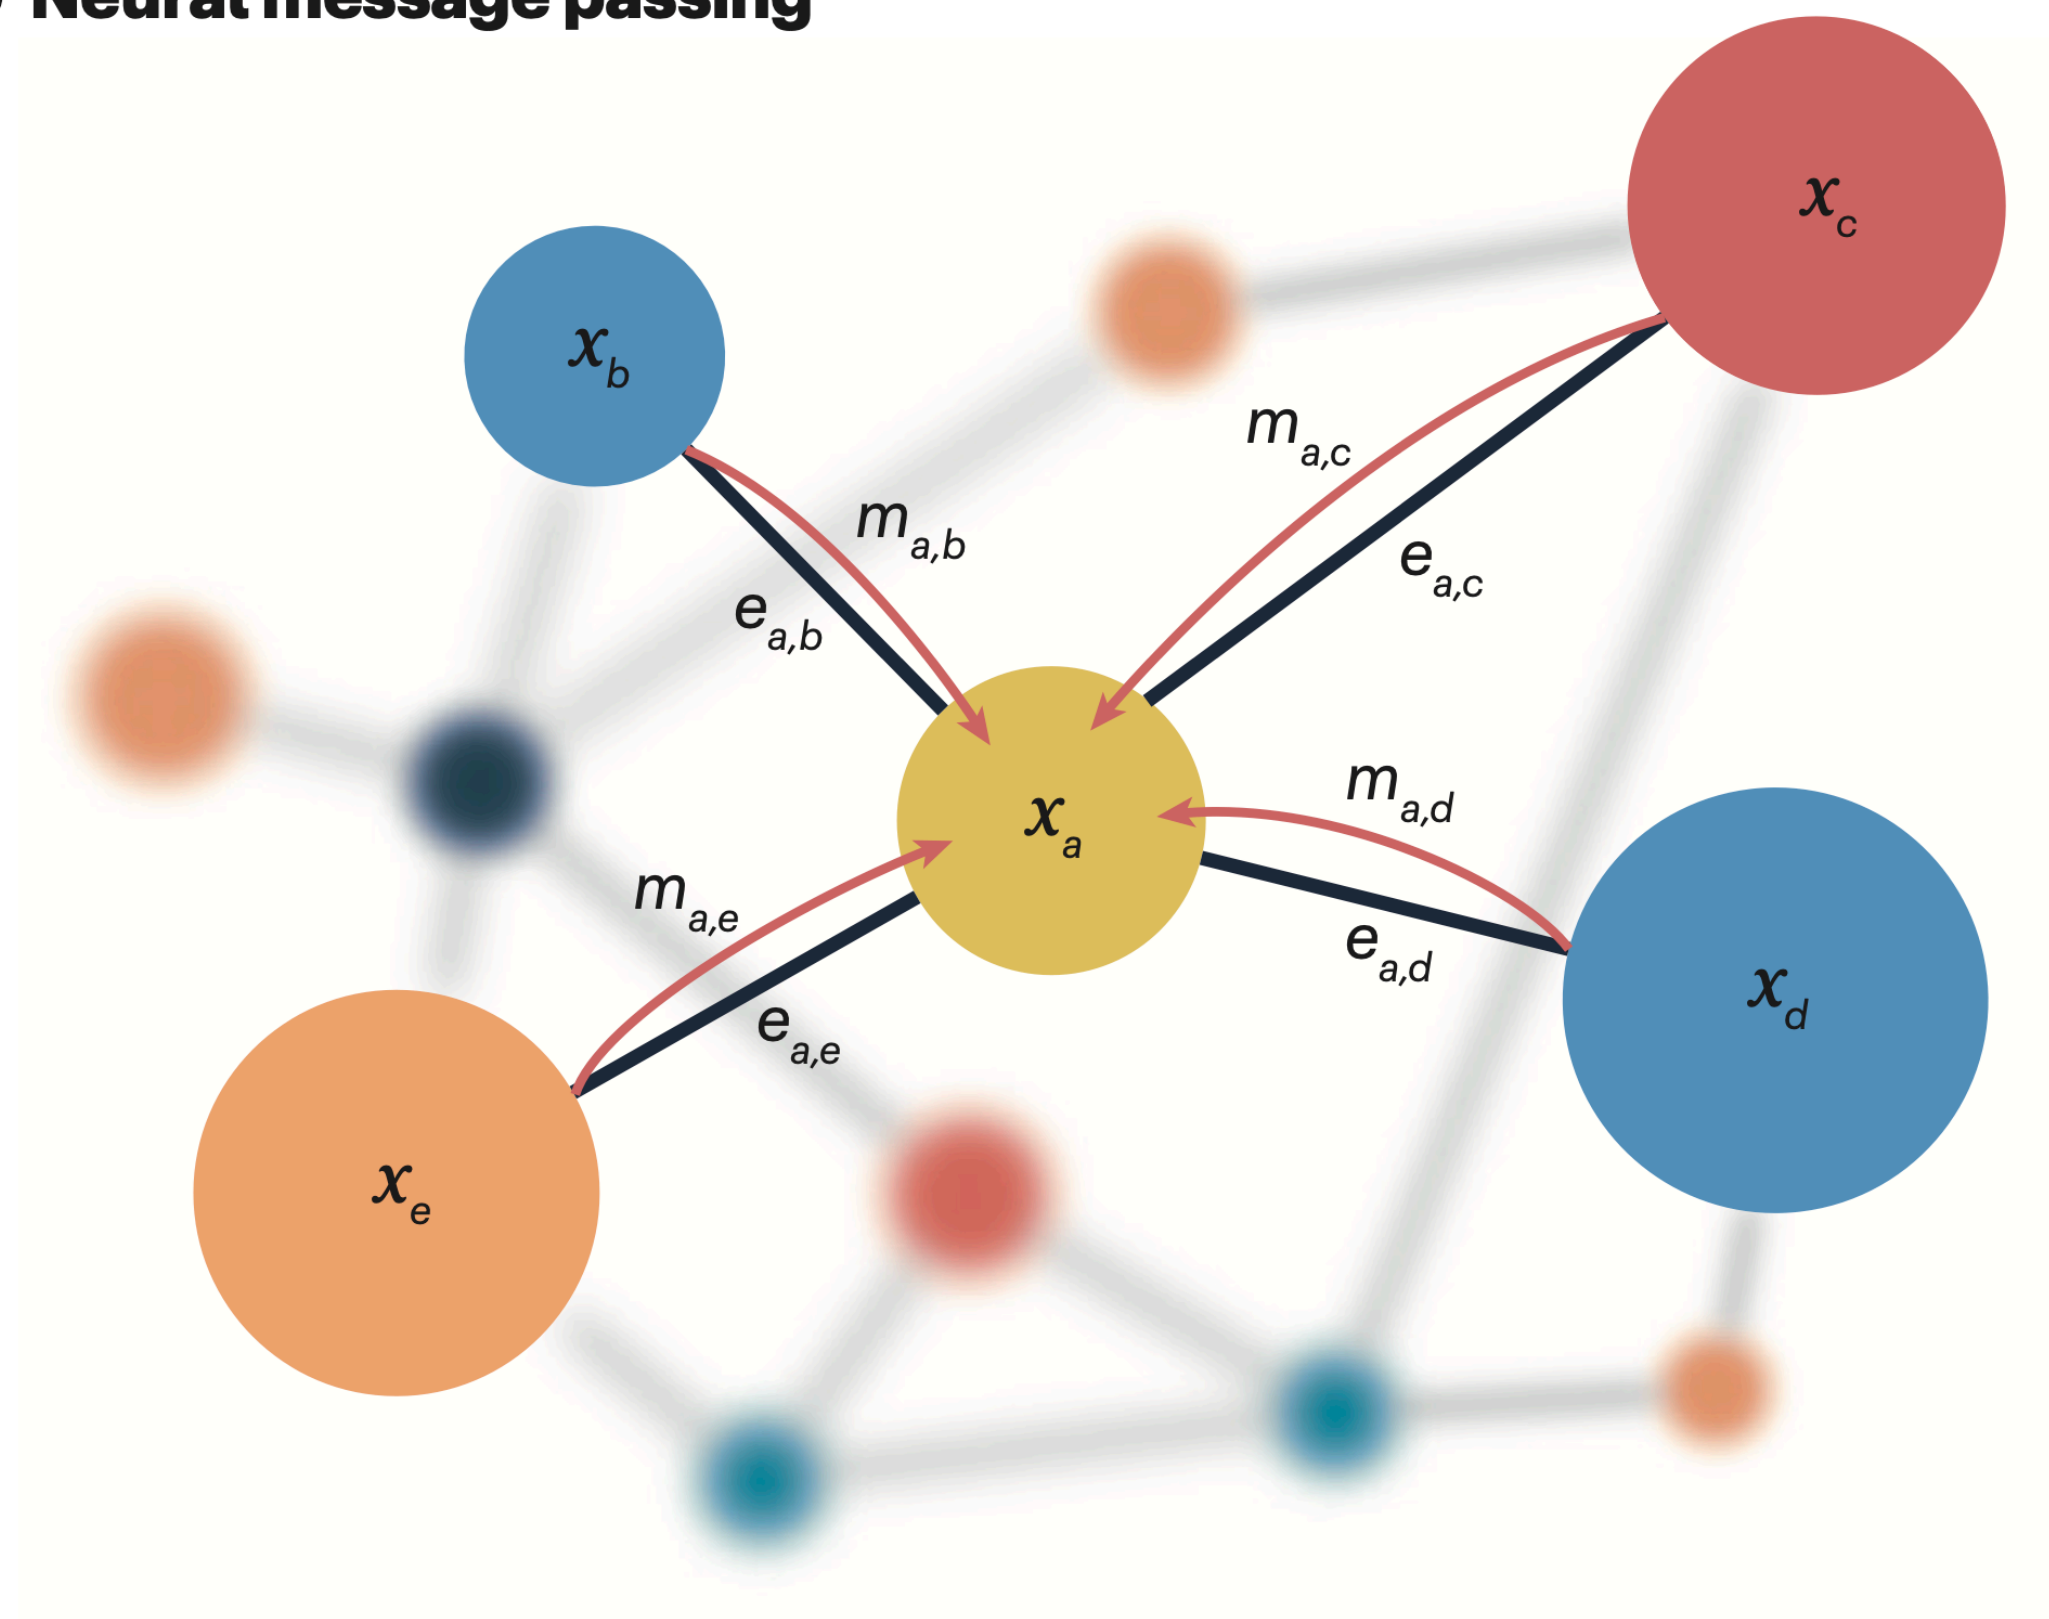 Neural message passing
x_c
x_b
m_a,c
m_a,b
e_a,c
e_a,b
m_a,d
x_a
m_a,e
e_a,d
x_d
e_a,e
x_e